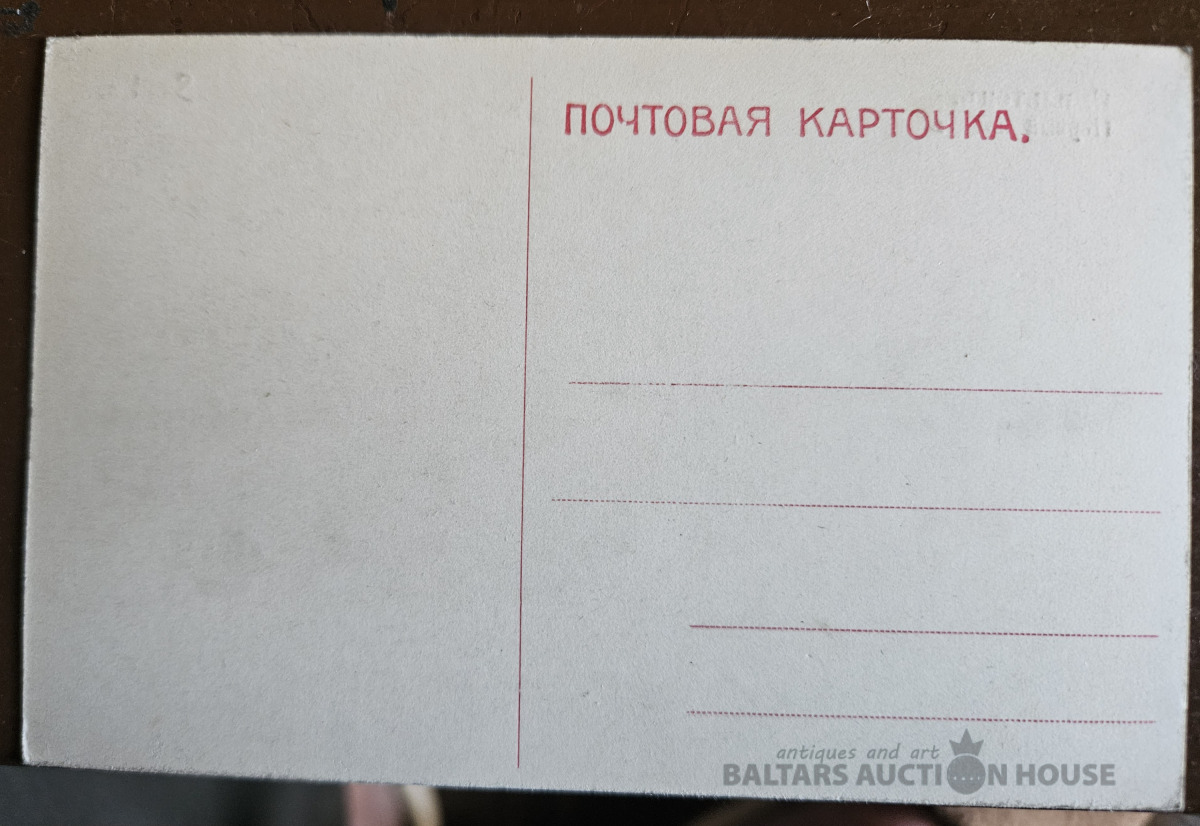 ПОЧТОВАЯ КАРТОЧКА.
antiques and art
BALTARS AUCTION HOUSE